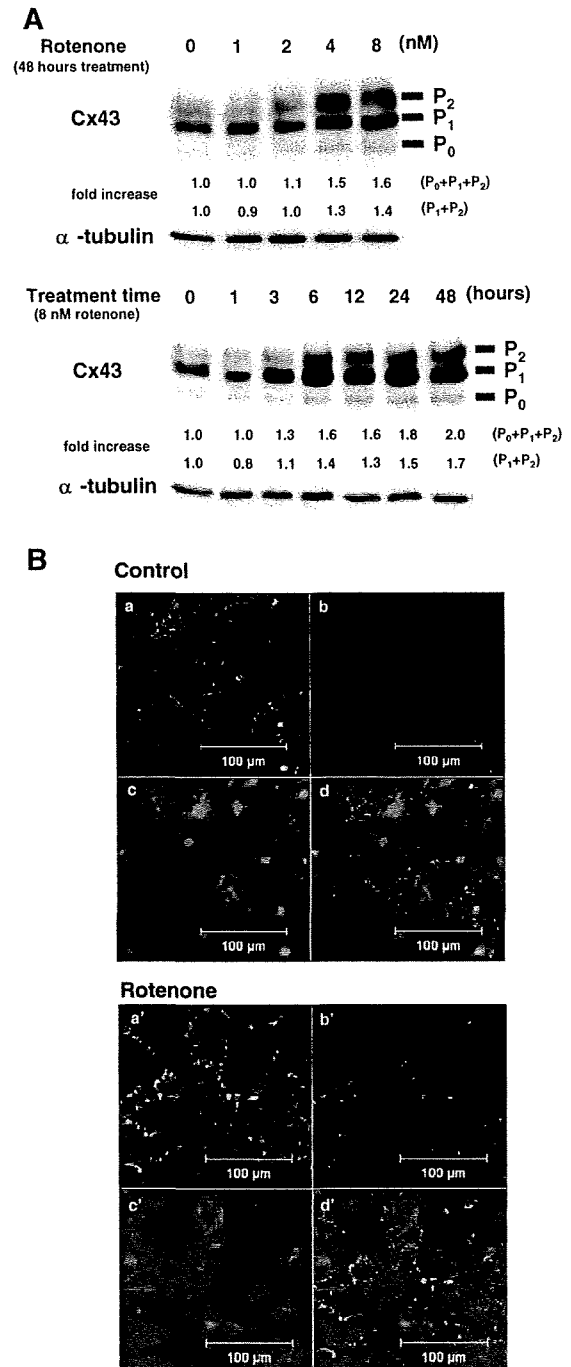 A
Rotenone 0 1 2 4 8 (nM)
(48 hours treatment)
Cx43
P2
P1
P0
fold increase
1.0 1.0 1.1 1.5 1.6 (P0+P1+P2)
1.0 0.9 1.0 1.3 1.4 (P1+P2)
α -tubulin
Treatment time 0 1 3 6 12 24 48 (hours)
(8 nM rotenone)
Cx43
P2
P1
P0
fold increase
1.0 1.0 1.3 1.6 1.6 1.8 2.0 (P0+P1+P2)
1.0 0.8 1.1 1.4 1.3 1.5 1.7 (P1+P2)
α -tubulin
B
Control
a b
100 µm 100 µm
c d
100 µm 100 µm
Rotenone
a' b'
100 µm 100 µm
c' d'
100 µm 100 µm